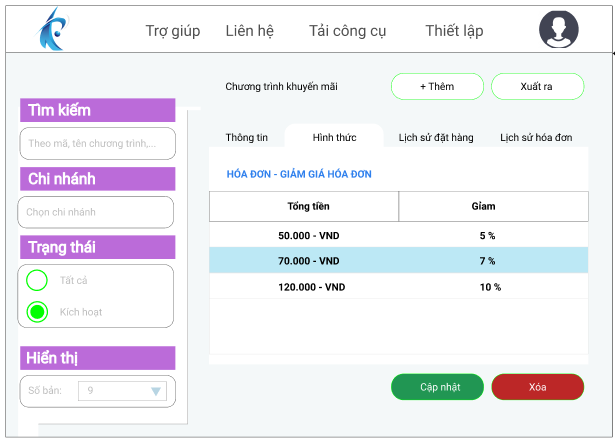 Trợ giúp Liên hệ Tải công cụ Thiết lập
Chương trình khuyến mãi + Thêm Xuất ra
Tìm kiếm
Theo mã, tên chương trình,...
Chi nhánh
Chọn chi nhánh
Trạng thái
Tất cả
Kích hoạt
Hiển thị
Số bản: 9
Thông tin Hình thức Lịch sử đặt hàng Lịch sử hóa đơn
HÓA ĐƠN - GIẢM GIÁ HÓA ĐƠN
Tổng tiền Giảm
50.000 - VND 5 %
70.000 - VND 7 %
120.000 - VND 10 %
Cập nhật Xóa